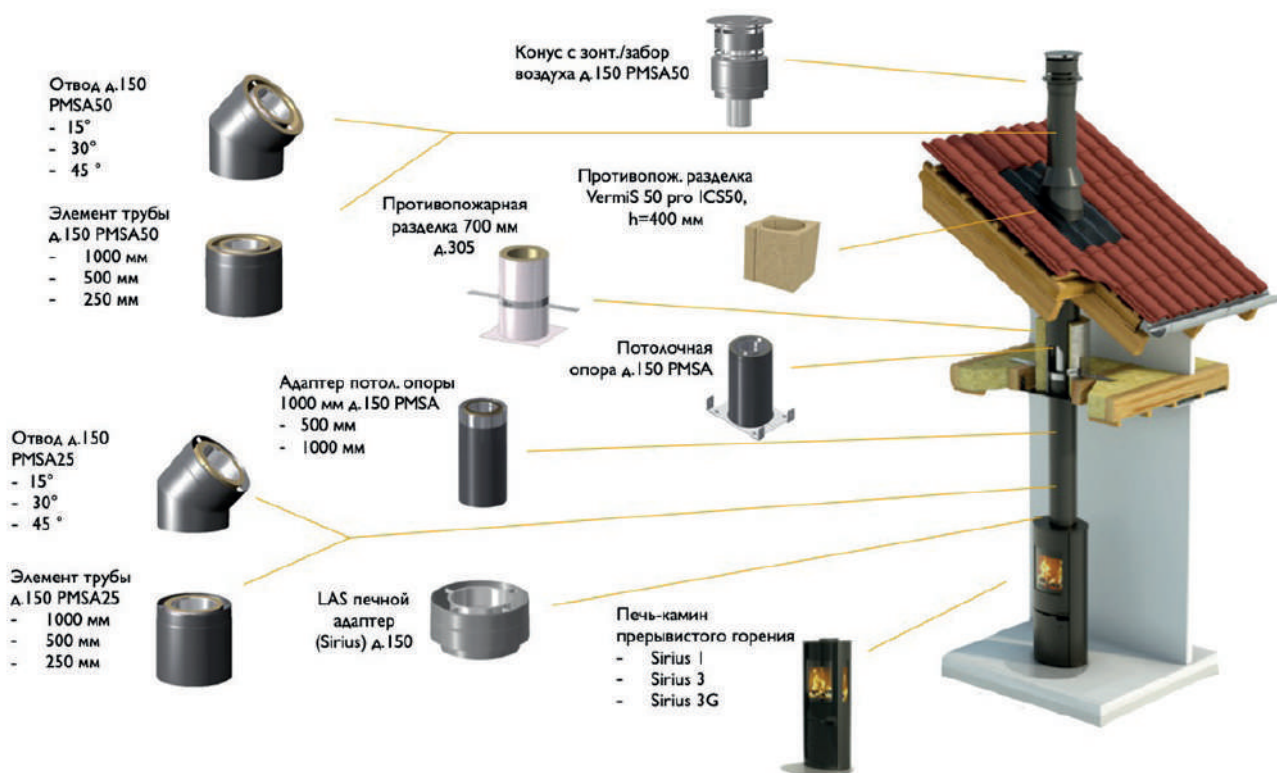 Конус с зонт./забор
воздуха д.150 PMSA50
Отвод д.150
PMSA50
- 15°
- 30°
- 45 °
Противопож. разделка
VermiS 50 pro ICS50,
h=400 мм
Элемент трубы
д.150 PMSA50
- 1000 мм
- 500 мм
- 250 мм
Противопожарная
разделка 700 мм
д.305
Потолочная
опора д.150 PMSA
Адаптер потол. опоры
1000 мм д.150 PMSA
- 500 мм
- 1000 мм
Отвод д.150
PMSA25
- 15°
- 30°
- 45 °
Элемент трубы
д.150 PMSA25
- 1000 мм
- 500 мм
- 250 мм
LAS печной
адаптер
(Sirius) д.150
Печь-камин
прерывистого горения
- Sirius 1
- Sirius 3
- Sirius 3G